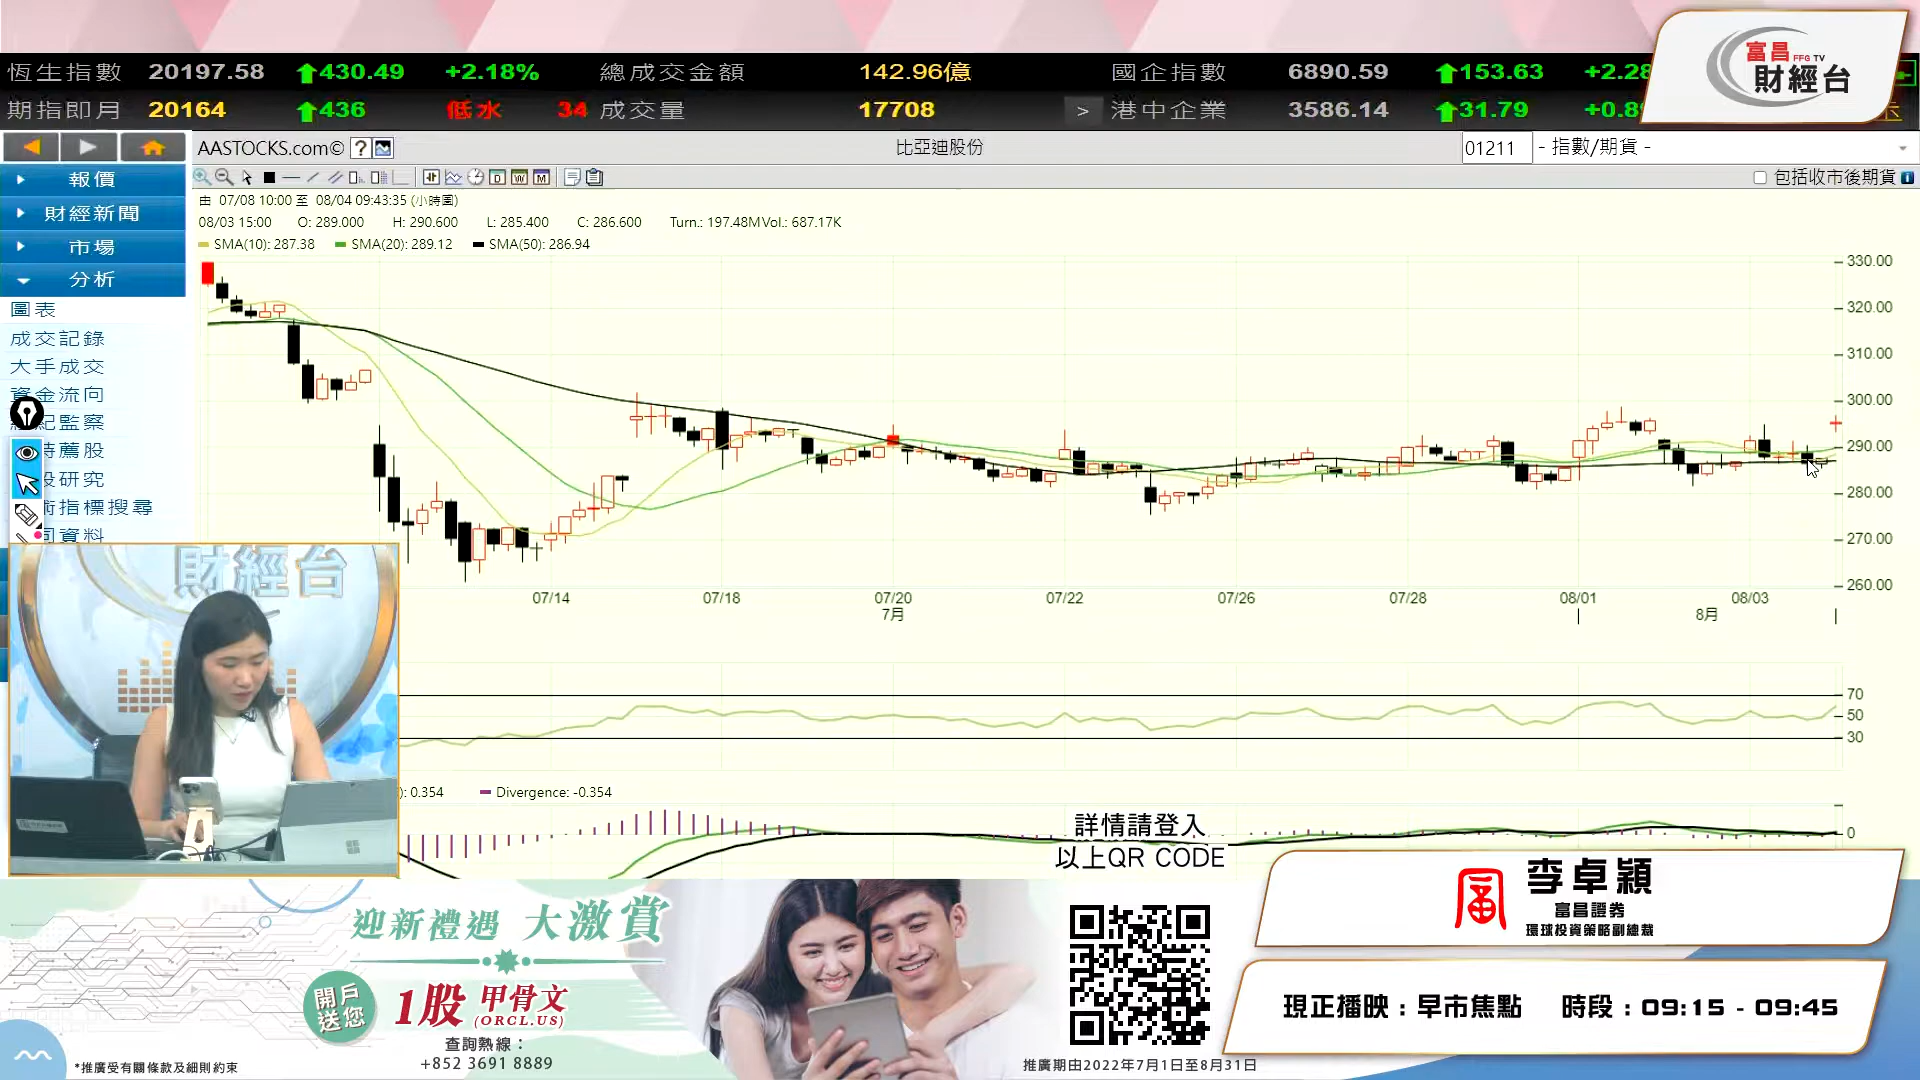 恆生指數 20197.58 430.49 +2.18% 總成交金額 142.96億 國企指數 6890.59 153.63 +2.28
期指即月 20164 436 低水 34 成交量 17708 > 港中企業 3586.14 31.79 +0.8
富昌 FFG TV
財經台
AASTOCKS.com© ? 比亞迪股份 01211 - 指數/期貨 -
報價
財經新聞
市場
分析
圖表
成交記錄
大手成交
資金流向
紀監察
薦股
研究
指標搜尋
資料
D W M
包括收市後期貨
由 07/08 10:00 至 08/04 09:43:35 (小時圖)
08/03 15:00 O: 289.000 H: 290.600 L: 285.400 C: 286.600 Turn.: 197.48MVol.: 687.17K
SMA(10): 287.38 SMA(20): 289.12 SMA(50): 286.94
330.00
320.00
310.00
300.00
290.00
280.00
270.00
260.00
07/14 07/18 07/20 07/22 07/26 07/28 08/01 08/03
7月 8月
70
50
30
): 0.354 Divergence: -0.354
0
財經台
詳情請登入
以上QR CODE
李卓穎
富昌證券
環球投資策略副總裁
迎新禮遇 大激賞
開戶
送您
1股 甲骨文
(ORCL.US)
查詢熱線：
+852 3691 8889
*推廣受有關條款及細則約束
推廣期由2022年7月1日至8月31日
現正播映：早市焦點 時段：09:15 - 09:45